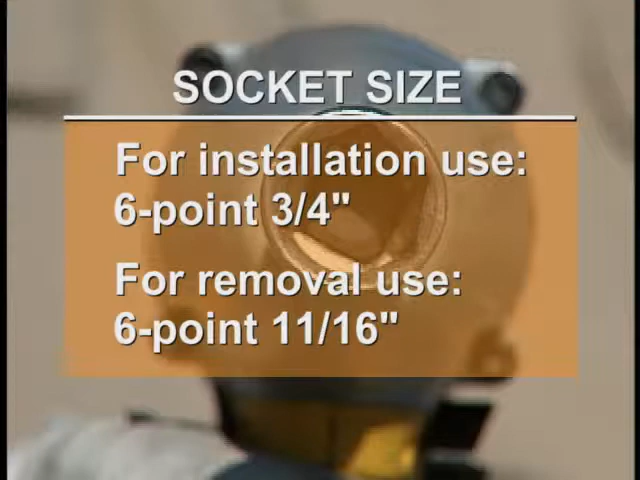 SOCKET SIZE
For installation use:
6-point 3/4"
For removal use:
6-point 11/16"